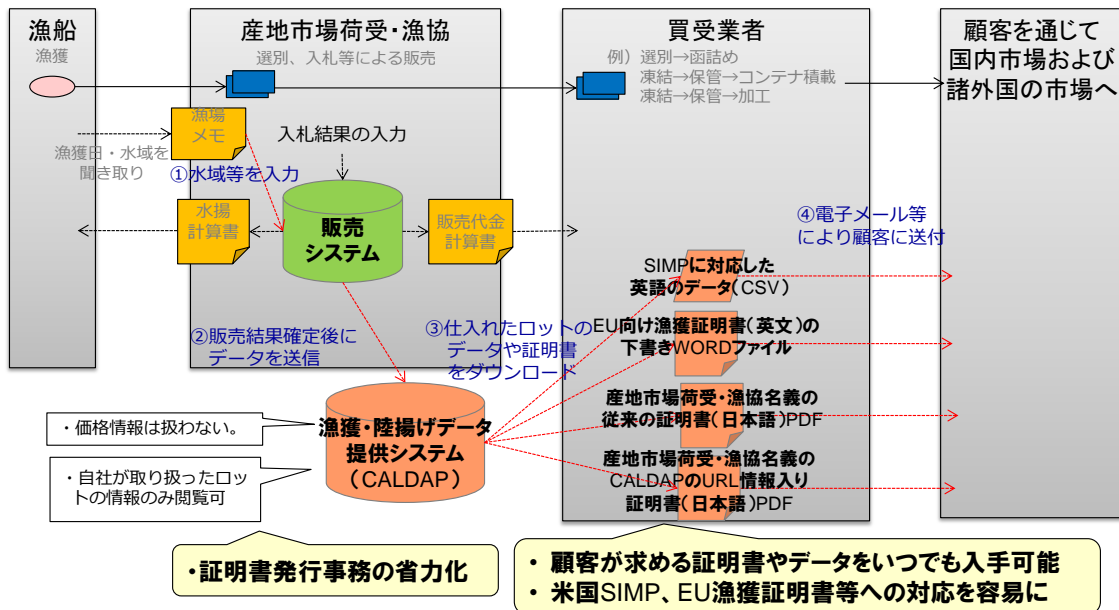 漁船
漁獲
産地市場荷受・漁協
選別、入札等による販売
買受業者
例）選別→函詰め
凍結→保管→コンテナ積載
凍結→保管→加工
顧客を通じて
国内市場および
諸外国の市場へ
漁場
メモ
漁獲日・水域を
聞き取り
入札結果の入力
①水域等を入力
水揚
計算書
販売
システム
販売代金
計算書
④電子メール等
により顧客に送付
SIMPに対応した
英語のデータ（CSV）
②販売結果確定後に
データを送信
③仕入れたロットの
データや証明書
をダウンロード
EU向け漁獲証明書（英文）の
下書きWORDファイル
産地市場荷受・漁協名義の
従来の証明書（日本語）PDF
産地市場荷受・漁協名義の
CALDAPのURL情報入り
証明書（日本語）PDF
漁獲・陸揚げデータ
提供システム
（CALDAP）
・価格情報は扱わない。
・自社が取り扱ったロ
ットの情報のみ閲覧可
・証明書発行事務の省力化
・ 顧客が求める証明書やデータをいつでも入手可能
・ 米国SIMP、EU漁獲証明書等への対応を容易に